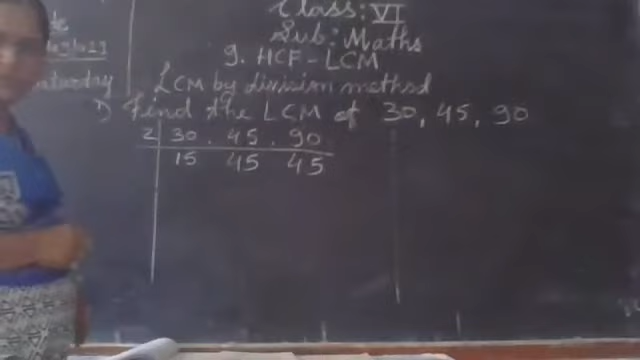 Class: VI
Sub: Maths
9. HCF - LCM
LCM by division method
1) Find the LCM of 30, 45, 90
2 30, 45, 90
15 45 45